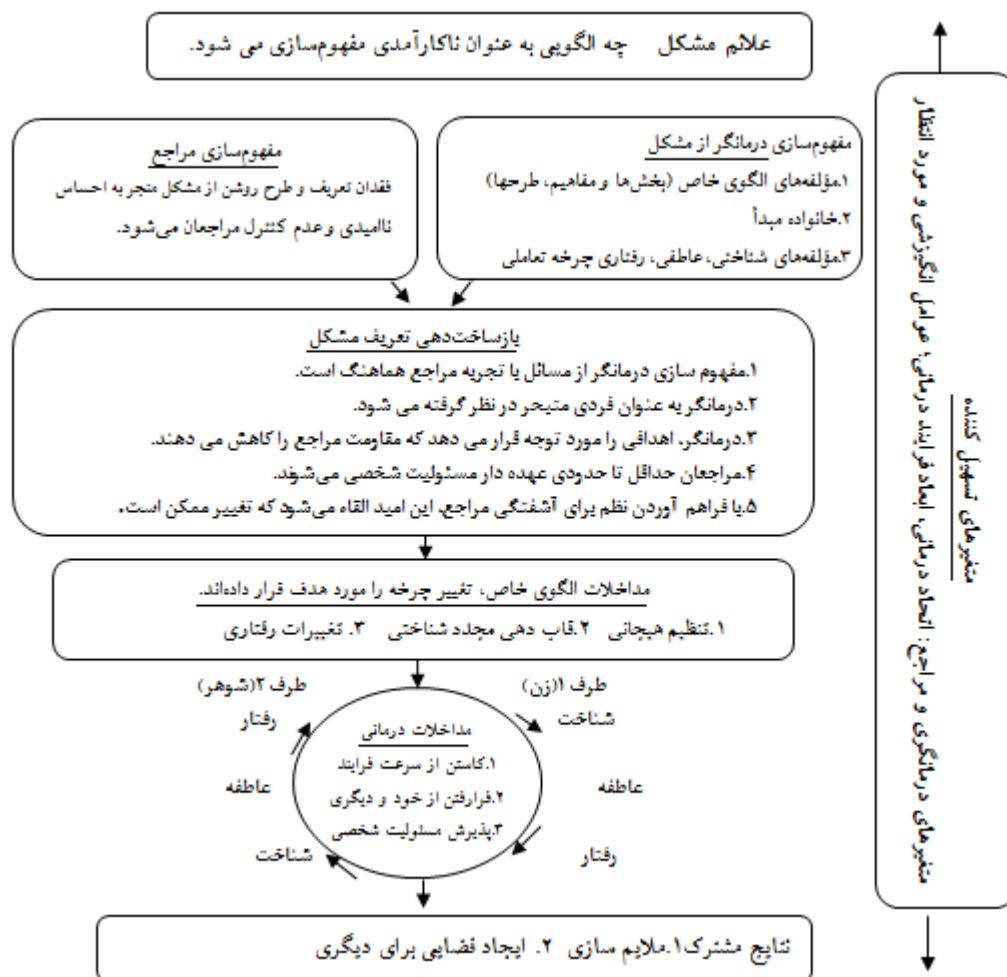 علائم مشکل    چه الگویی به عنوان ناکارآمدی مفهوم‌سازی می شود.
مفهوم‌سازی درمانگر از مشکل
۱.مؤلفه‌های الگوی خاص (بخش‌ها و مفاهیم، طرحها)
۲.خانواده مبدأ
۳.مؤلفه‌های شناختی، عاطفی، رفتاری چرخه تعاملی
مفهوم‌سازی مراجع
فقدان تعریف و طرح روشن از مشکل منجر به احساس
ناامیدی و عدم کنترل مراجعان می‌شود.
بازساخت‌دهی تعریف مشکل
۱.مفهوم سازی درمانگر از مسائل با تجربه مراجع هماهنگ است.
۲.درمانگر به عنوان فردی متبحر در نظر گرفته می شود.
۳.درمانگر، اهدافی را مورد توجه قرار می دهد که مقاومت مراجع را کاهش می دهند.
۴.مراجعان حداقل تا حدودی عهده دار مسئولیت شخصی می‌شوند.
۵.با فراهم آوردن نظم برای آشفتگی مراجع، این امید القاء می‌شود که تغییر ممکن است.
مداخلات الگوی خاص، تغییر چرخه را مورد هدف قرار داده‌اند.
۱.تنظیم هیجانی   ۲.قاب دهی مجدد شناختی   ۳. تغییرات رفتاری
طرف ۱(زن)
شناخت
عاطفه
رفتار
طرف ۲(شوهر)
رفتار
عاطفه
شناخت
مداخلات درمانی
۱.کاستن از سرعت فرایند
۲.فرارفتن از خود و دیگری
۳.پذیرش مسئولیت شخصی
نتایج مشترک۱.ملایم سازی   ۲. ایجاد فضایی برای دیگری
متغیرهای تسهیل کننده
متغیرهای درمانگری و مراجع: اتحاد درمانی، ابعاد فرایند درمانی؛ عوامل انگیزشی و مورد انتظار